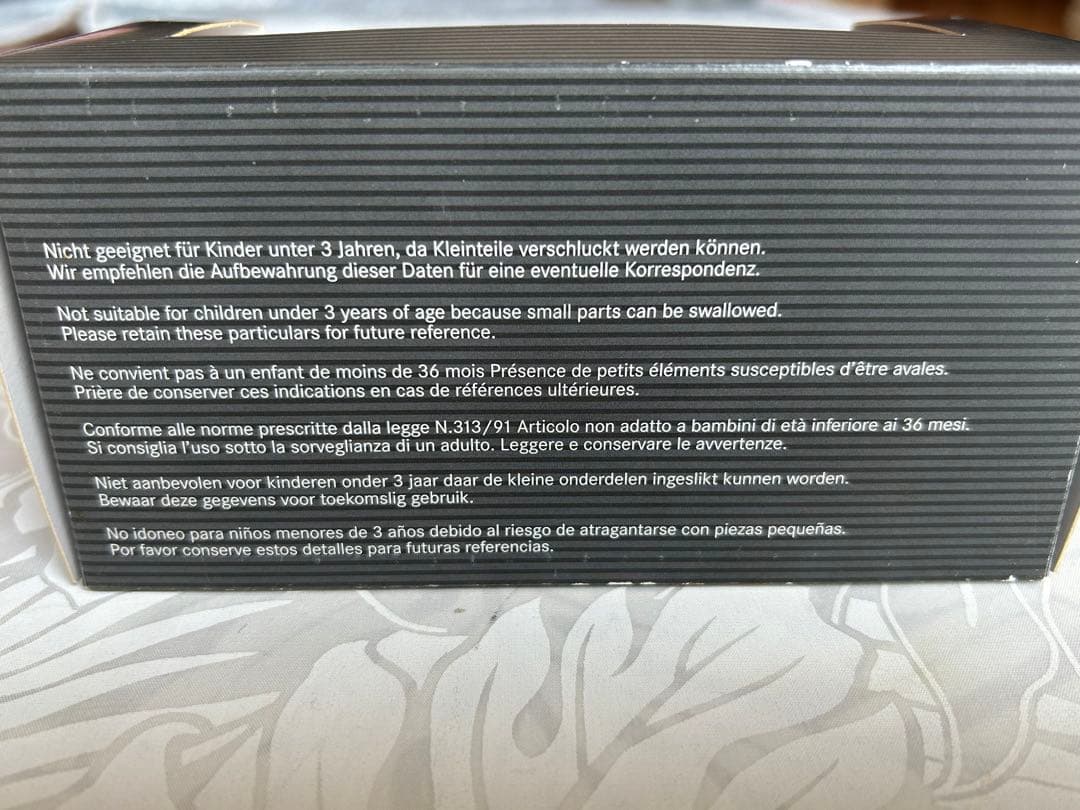 Nicht geeignet für Kinder unter 3 Jahren, da Kleinteile verschluckt werden können.
Wir empfehlen die Aufbewahrung dieser Daten für eine eventuelle Korrespondenz.
Not suitable for children under 3 years of age because small parts can be swallowed.
Please retain these particulars for future reference.
Ne convient pas à un enfant de moins de 36 mois Présence de petits éléments susceptibles d'être avales.
Prière de conserver ces indications en cas de références ultérieures.
Conforme alle norme prescritte dalla legge N.313/91 Articolo non adatto a bambini di età inferiore ai 36 mesi.
Si consiglia l'uso sotto la sorveglianza di un adulto. Leggere e conservare le avvertenze.
Niet aanbevolen voor kinderen onder 3 jaar daar de kleine onderdelen ingeslikt kunnen worden.
Bewaar deze gegevens voor toekomslig gebruik.
No idoneo para niños menores de 3 años debido al riesgo de atragantarse con piezas pequeñas.
Por favor conserve estos detalles para futuras referencias.